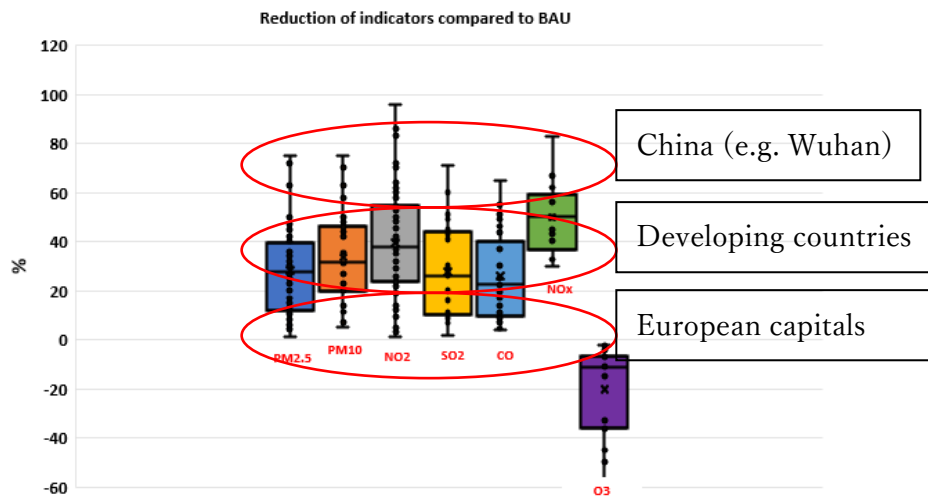 Reduction of indicators compared to BAU
120
100
80
60
40
20
0
-20
-40
-60
%
China (e.g. Wuhan)
Developing countries
European capitals
PM2.5
PM10
NO2
SO2
CO
NOx
O3